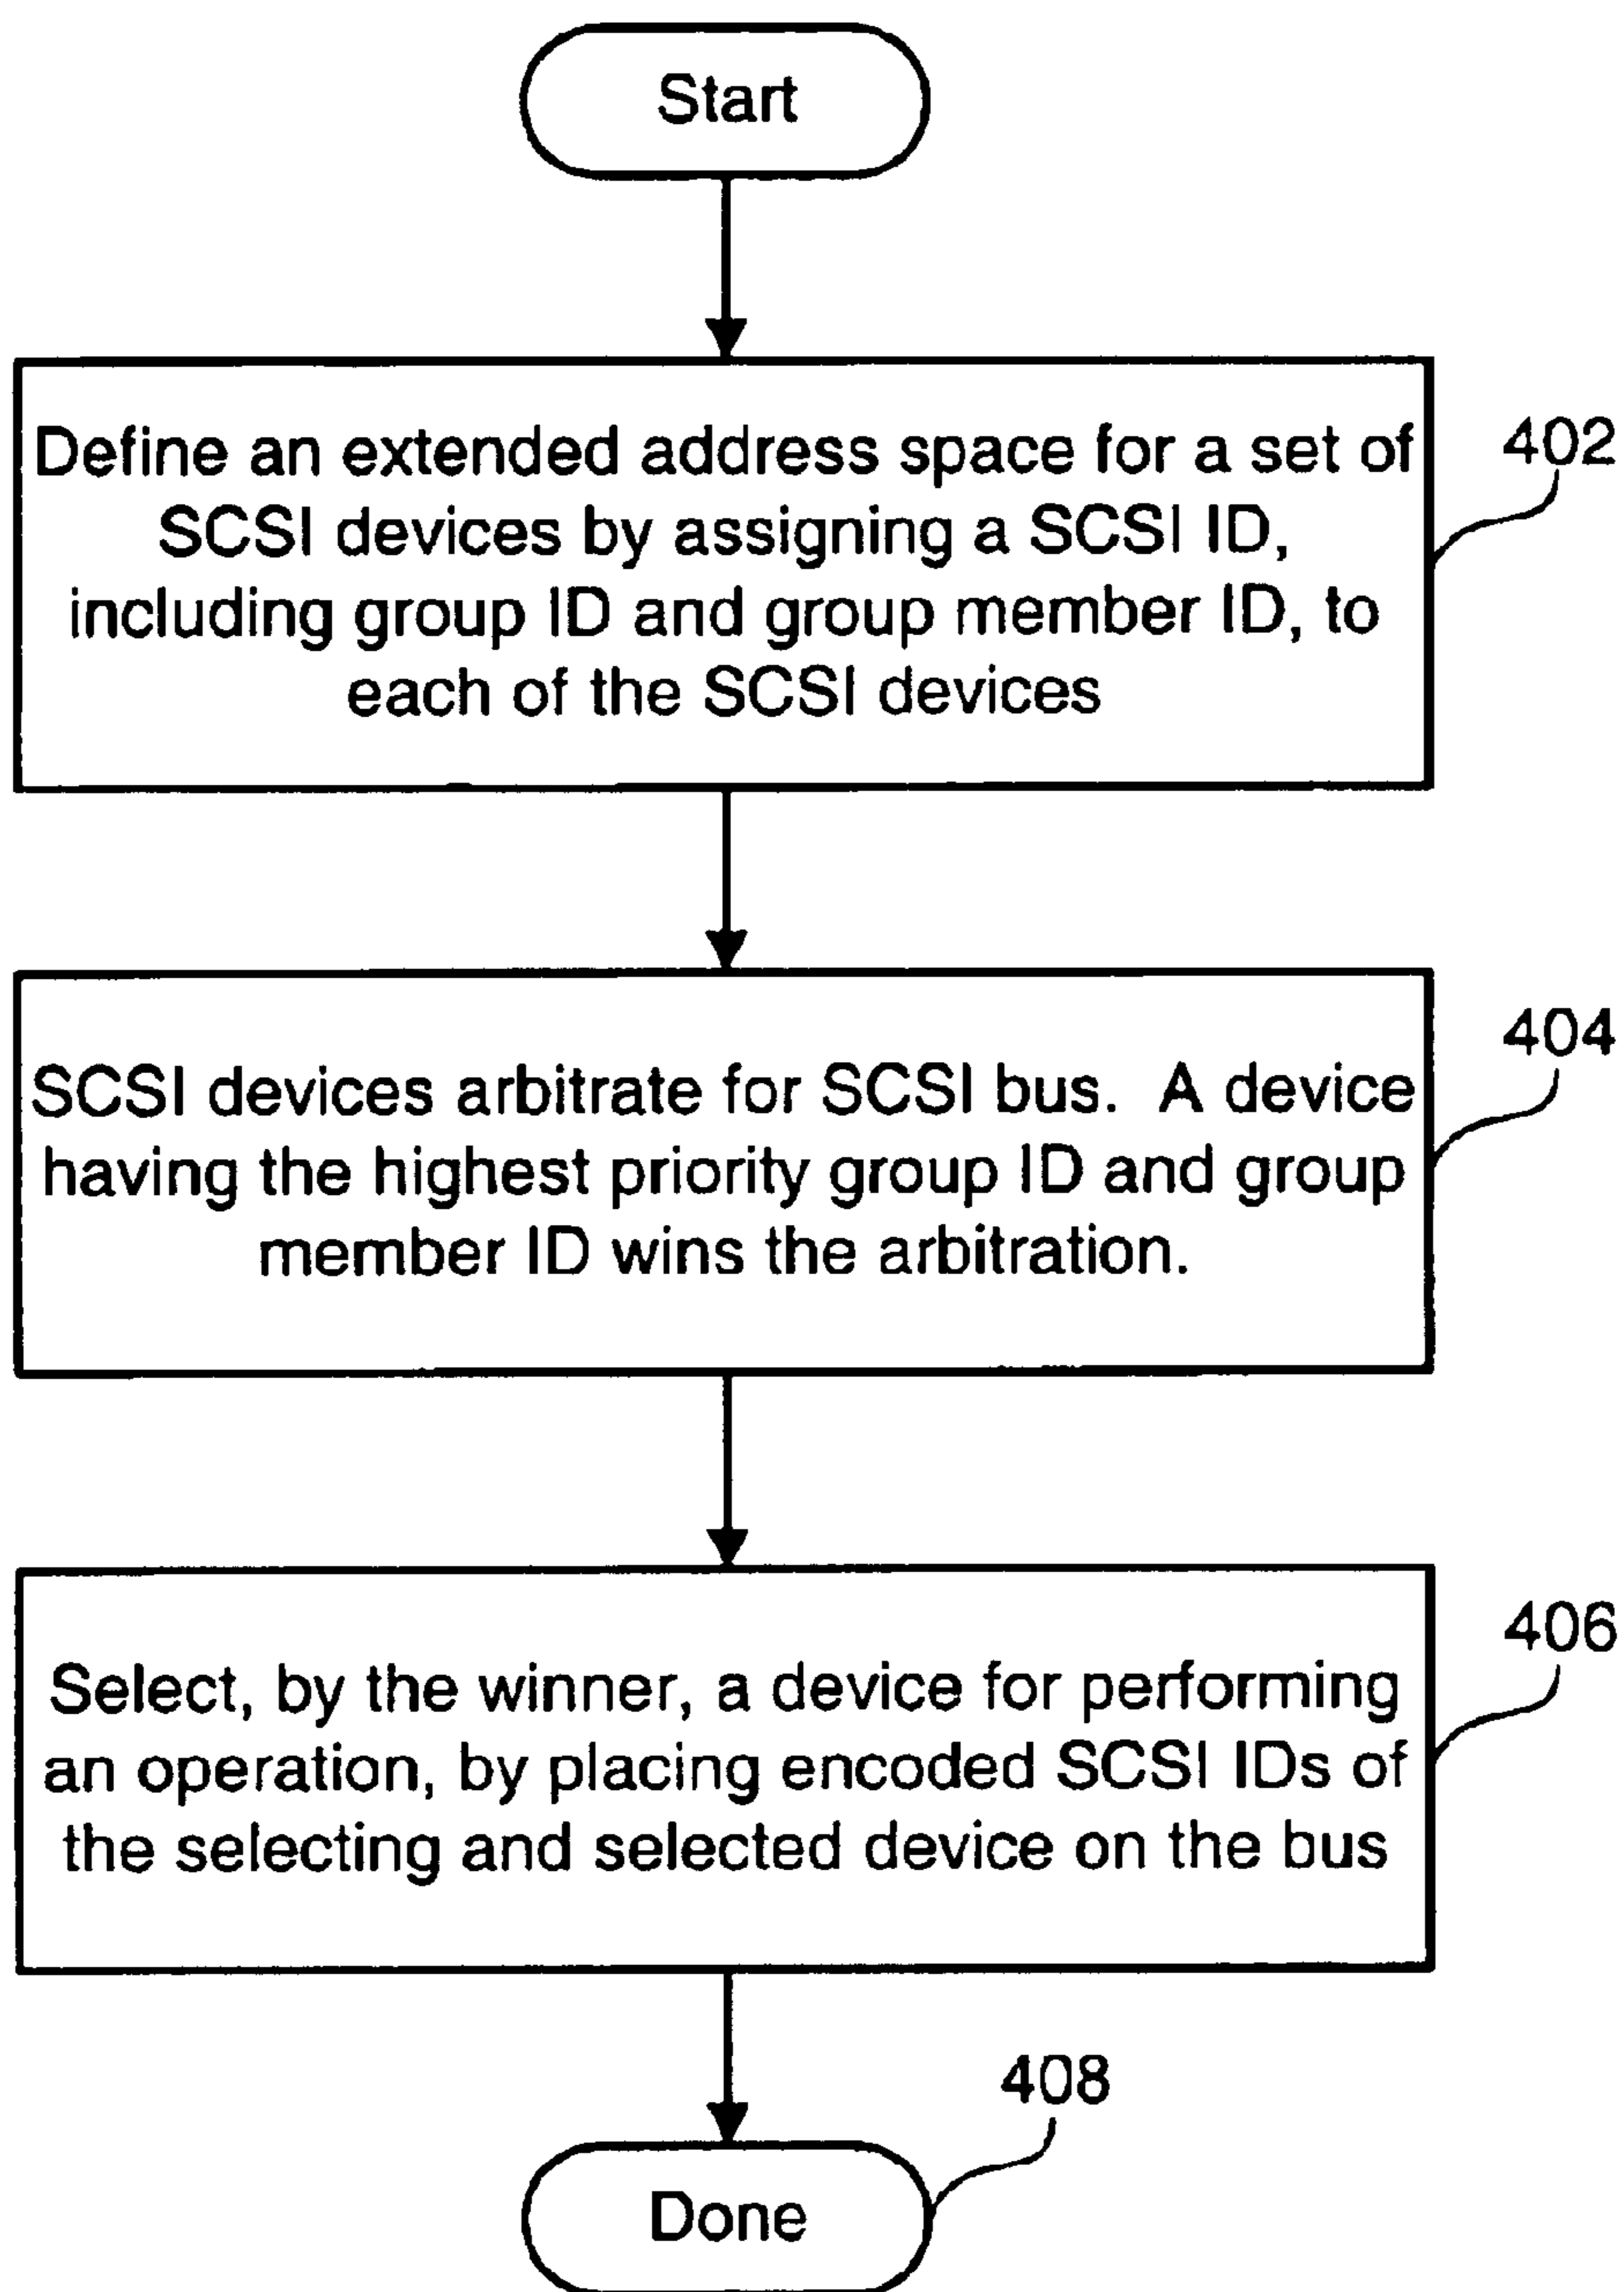 Start
Define an extended address space for a set of
SCSI devices by assigning a SCSI ID,
including group ID and group member ID, to
each of the SCSI devices
402
SCSI devices arbitrate for SCSI bus.  A device
having the highest priority group ID and group
member ID wins the arbitration.
404
Select, by the winner, a device for performing
an operation, by placing encoded SCSI IDs of
the selecting and selected device on the bus
406
408
Done